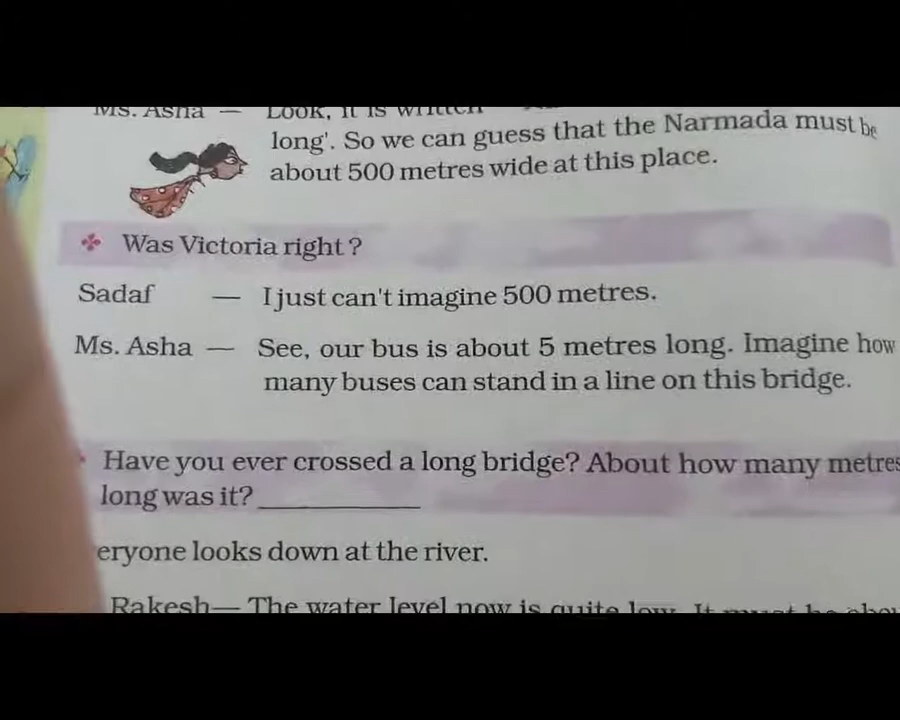 Ms. Asha — Look, it is written
long'. So we can guess that the Narmada must be
about 500 metres wide at this place.
Was Victoria right?
Sadaf — I just can't imagine 500 metres.
Ms. Asha — See, our bus is about 5 metres long. Imagine how
many buses can stand in a line on this bridge.
Have you ever crossed a long bridge? About how many metres
long was it?
eryone looks down at the river.
Rakesh— The water level now is quite low. It must be